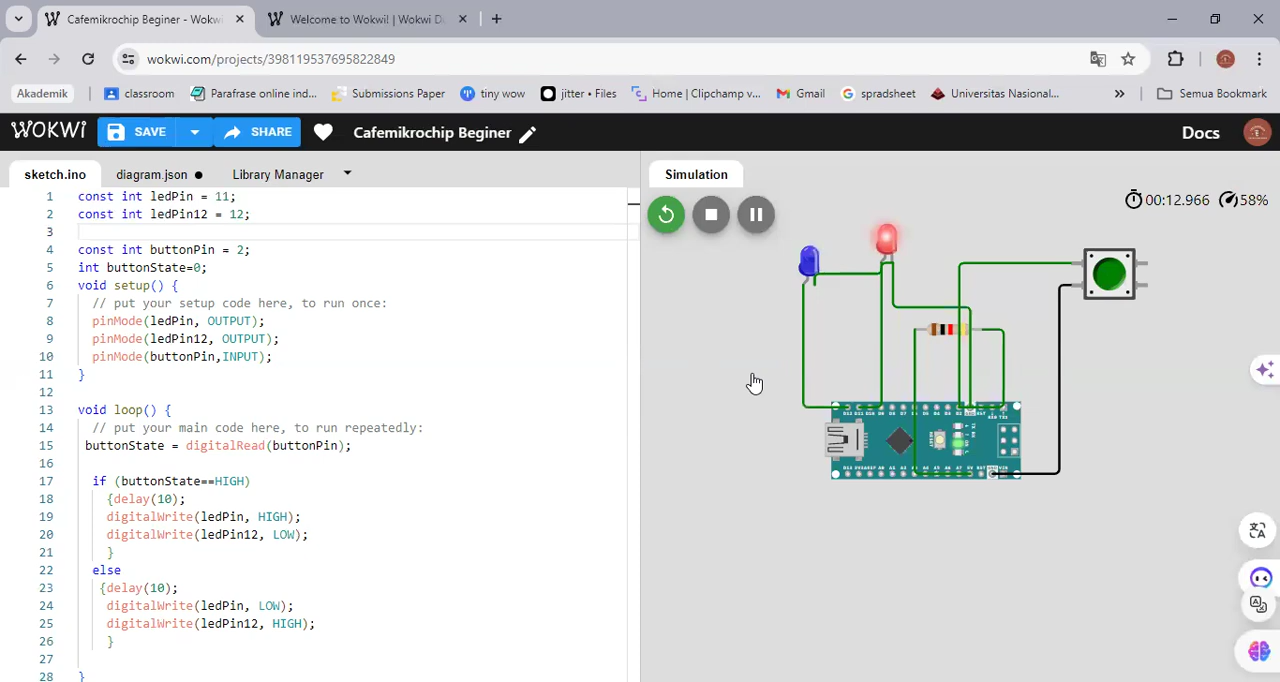 Cafemikrochip Beginer - Wokwi
Welcome to Wokwi! | Wokwi D
wokwi.com/projects/398119537695822849
Akademik
classroom
Parafrase online ind...
Submissions Paper
tiny wow
jitter • Files
Home | Clipchamp v...
Gmail
spradsheet
Universitas Nasional...
»
Semua Bookmark
WOKWI
SAVE
SHARE
Cafemikrochip Beginer
Docs
sketch.ino
diagram.json
Library Manager
Simulation
00:12.966
58%
1 const int ledPin = 11;
2 const int ledPin12 = 12;
3
4 const int buttonPin = 2;
5 int buttonState=0;
6 void setup() {
7 // put your setup code here, to run once:
8 pinMode(ledPin, OUTPUT);
9 pinMode(ledPin12, OUTPUT);
10 pinMode(buttonPin,INPUT);
11 }
12
13 void loop() {
14 // put your main code here, to run repeatedly:
15 buttonState = digitalRead(buttonPin);
16
17 if (buttonState==HIGH)
18 {delay(10);
19 digitalWrite(ledPin, HIGH);
20 digitalWrite(ledPin12, LOW);
21 }
22 else
23 {delay(10);
24 digitalWrite(ledPin, LOW);
25 digitalWrite(ledPin12, HIGH);
26 }
27
28 }